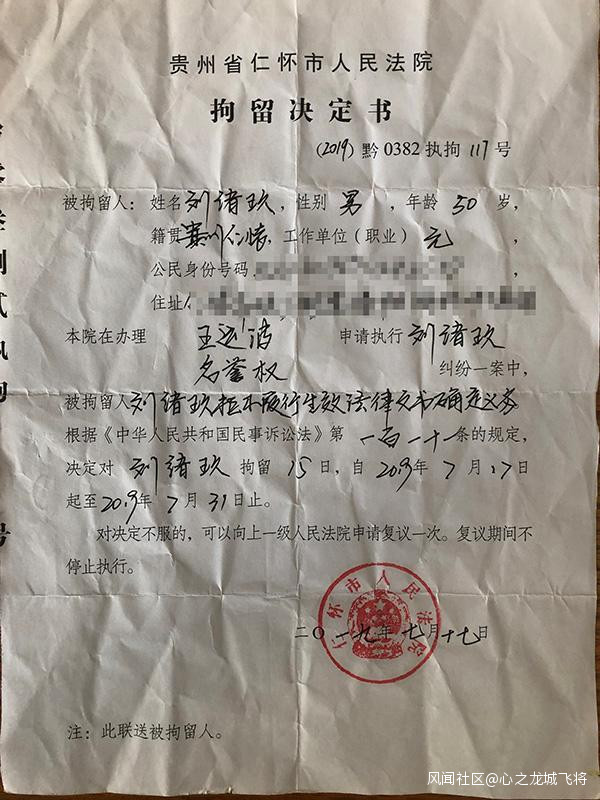 贵州省仁怀市人民法院
拘留决定书
(2019)黔0382执拘117号
被拘留人：姓名刘绪玖，性别男，年龄50岁，
籍贯贵州仁怀，工作单位（职业）无，
公民身份号码
住址
本院在办理 王 申请执行 刘绪玖
名誉权 纠纷一案中，
被拘留人刘绪玖拒不履行生效法律文书确定义务
根据《中华人民共和国民事诉讼法》第一百一十一条的规定，
决定对 刘绪玖 拘留15日，自2019年7月17日
起至2019年7月31日止。
对决定不服的，可以向上一级人民法院申请复议一次。复议期间不
停止执行。
仁怀市人民法院
二〇一九年七月十七日
注：此联送被拘留人。
风闻社区@心之龙城飞将